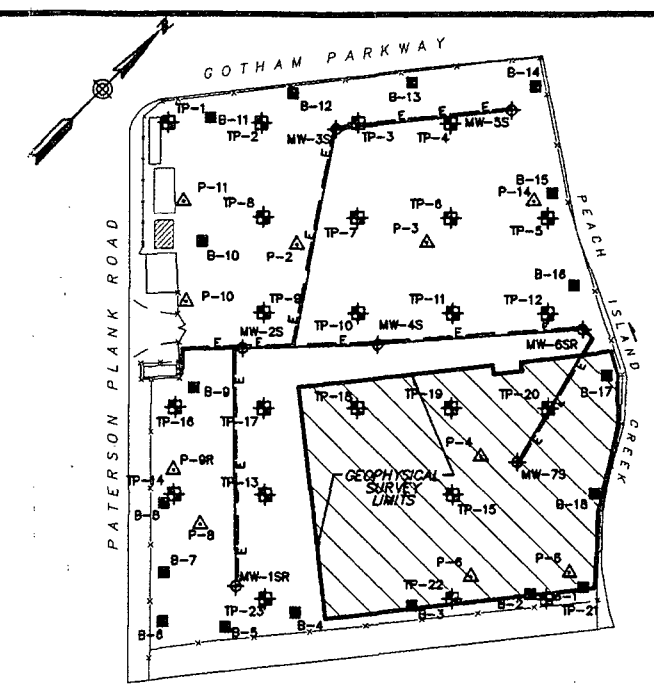 GOTHAM PARKWAY
B-14
B-13
B-12
TP-1
B-11
TP-2
MW-3S
E
TP-3
E
TP-4
E
MW-5S
E
B-15
P-11
P-14
TP-8
TP-7
TP-6
TP-5
E
B-10
P-2
P-3
PEACH ISLAND CREEK
B-16
P-10
TP-9
E
TP-10
TP-11
TP-12
PATERSON PLANK ROAD
E
MW-2S
E
E
MW-4S
E
E
E
MW-6SR
B-9
E
B-17
TP-16
TP-17
TP-18
TP-19
TP-20
E
P-9R
E
P-4
E
TP-14
TP-13
GEOPHYSICAL
SURVEY
LIMITS
MW-7S
B-8
TP-15
B-18
P-8
E
B-7
P-6
P-5
MW-1SR
TP-22
TP-23
B-6
B-5
B-4
B-3
B-2
B-1
TP-21